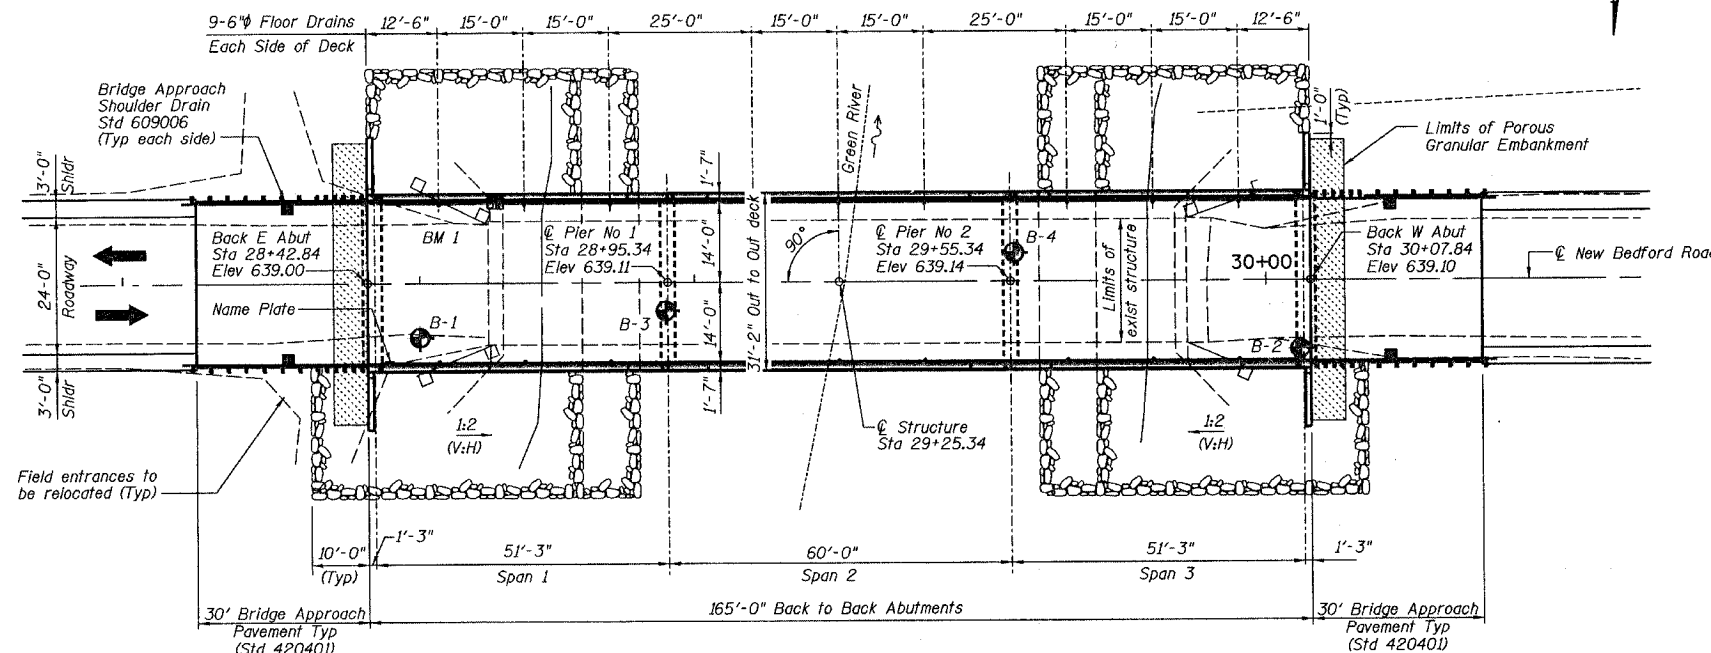 9-6"φ Floor Drains
Each Side of Deck
12'-6"
15'-0"
15'-0"
25'-0"
15'-0"
15'-0"
25'-0"
15'-0"
15'-0"
12'-6"
Bridge Approach
Shoulder Drain
Std 609006
(Typ each side)
Green River
1'-0"
(Typ)
Limits of Porous
Granular Embankment
3'-0"
Shldr
1'-7"
Back E Abut
Sta 28+42.84
Elev 639.00
BM 1
℄ Pier No 1
Sta 28+95.34
Elev 639.11
14'-0"
31'-2" Out to Out deck
90°
℄ Pier No 2
Sta 29+55.34
Elev 639.14
B-4
Limits of
exist structure
30+00
Back W Abut
Sta 30+07.84
Elev 639.10
℄ New Bedford Road
24'-0"
Roadway
Name Plate
B-1
B-3
14'-0"
B-2
3'-0"
Shldr
1'-7"
1:2
(V:H)
℄ Structure
Sta 29+25.34
1:2
(V:H)
Field entrances to
be relocated (Typ)
10'-0"
(Typ)
1'-3"
51'-3"
Span 1
60'-0"
Span 2
51'-3"
Span 3
1'-3"
30' Bridge Approach
Pavement Typ
(Std 420401)
165'-0" Back to Back Abutments
30' Bridge Approach
Pavement Typ
(Std 420401)